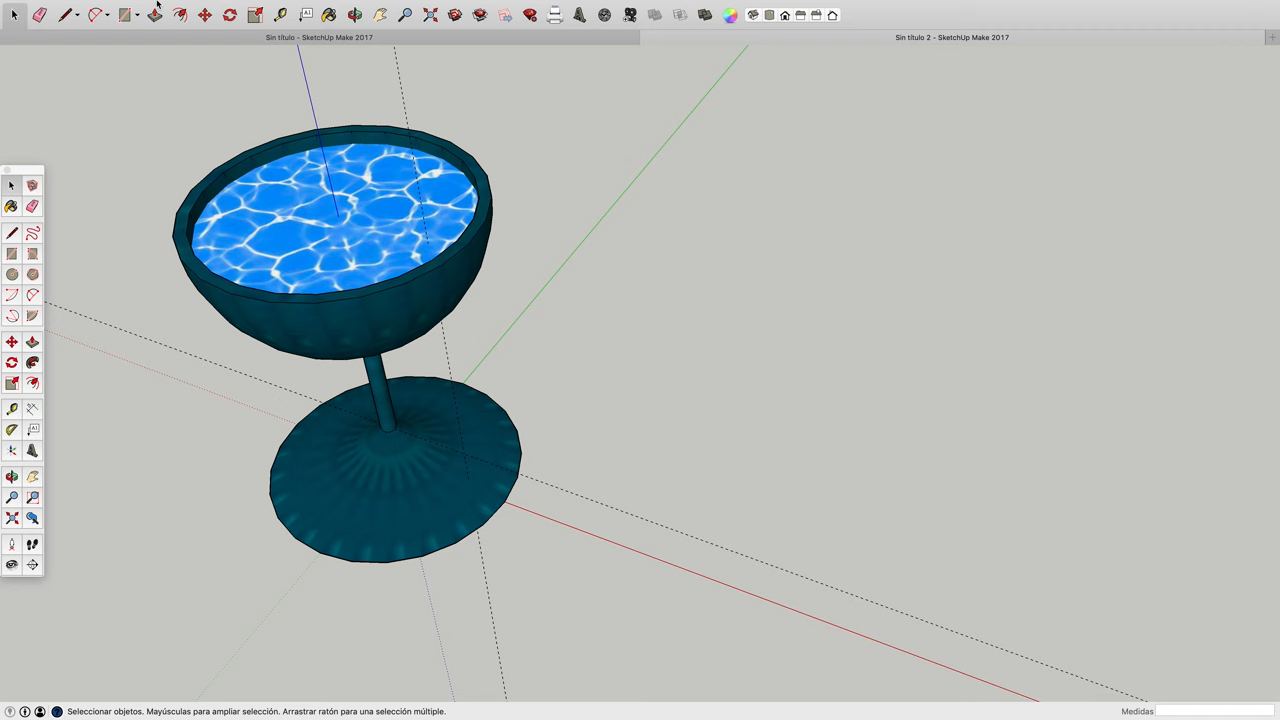 Sin título - SketchUp Make 2017
Sin título 2 - SketchUp Make 2017
Seleccionar objetos. Mayúsculas para ampliar selección. Arrastrar ratón para una selección múltiple.
Medidas